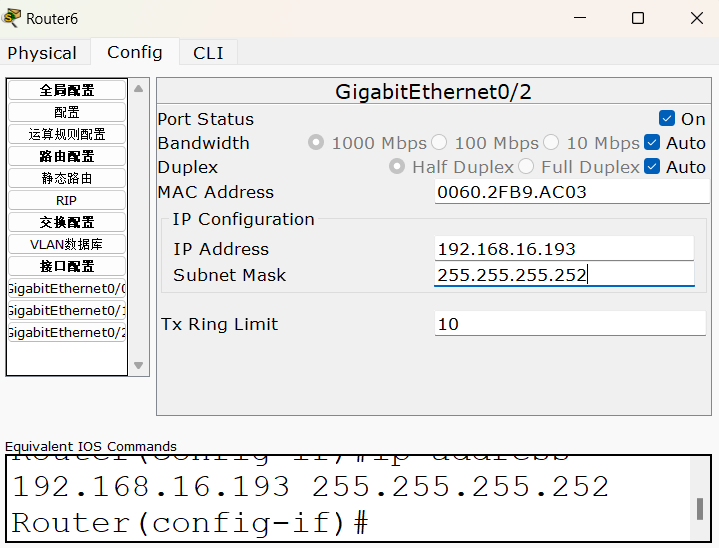 Router6
Physical Config CLI
全局配置
配置
运算规则配置
路由配置
静态路由
RIP
交换配置
VLAN数据库
接口配置
GigabitEthernet0/0
GigabitEthernet0/1
GigabitEthernet0/2
GigabitEthernet0/2
Port Status On
Bandwidth 1000 Mbps 100 Mbps 10 Mbps Auto
Duplex Half Duplex Full Duplex Auto
MAC Address 0060.2FB9.AC03
IP Configuration
IP Address 192.168.16.193
Subnet Mask 255.255.255.252
Tx Ring Limit 10
Equivalent IOS Commands
Router(config-if)#ip address
192.168.16.193 255.255.255.252
Router(config-if)#